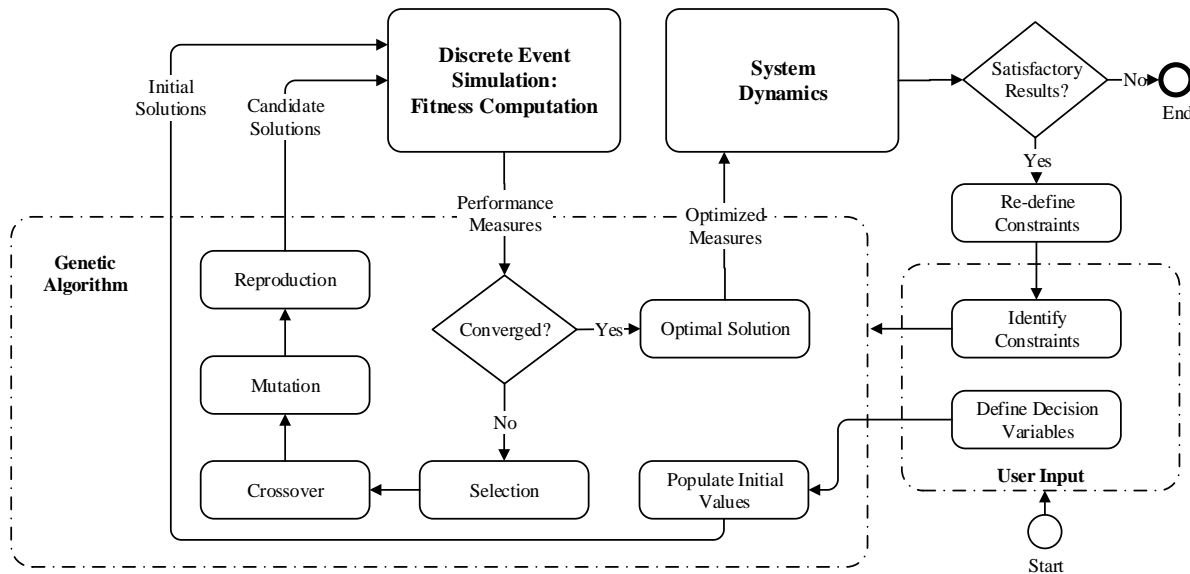 Discrete Event
Simulation:
Fitness Computation
System
Dynamics
Satisfactory
Results?
No
End
Initial
Solutions
Candidate
Solutions
Yes
Performance
Measures
Optimized
Measures
Re-define
Constraints
Genetic
Algorithm
Reproduction
Converged?
Yes
Optimal Solution
Identify
Constraints
Mutation
Define Decision
Variables
No
Crossover
Selection
Populate Initial
Values
User Input
Start